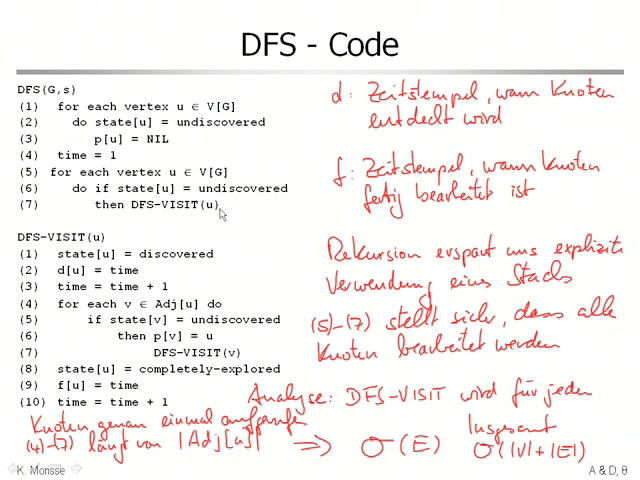 DFS - Code
DFS(G,s)
(1) for each vertex u ∈ V[G]
(2) do state[u] = undiscovered
(3) p[u] = NIL
(4) time = 1
(5) for each vertex u ∈ V[G]
(6) do if state[u] = undiscovered
(7) then DFS-VISIT(u)
DFS-VISIT(u)
(1) state[u] = discovered
(2) d[u] = time
(3) time = time + 1
(4) for each v ∈ Adj[u] do
(5) if state[v] = undiscovered
(6) then p[v] = u
(7) DFS-VISIT(v)
(8) state[u] = completely-explored
(9) f[u] = time
(10) time = time + 1
d: Zeitstempel, wann Knoten
entdeckt wird
f: Zeitstempel, wann Knoten
fertig bearbeitet ist
Rekursion erspart uns explizite
Verwendung eines Stacks
(5)-(7) stellt sicher, dass alle
Knoten bearbeitet werden
Analyse: DFS-VISIT wird für jeden
Knoten genau einmal aufgerufen
(4)-(7) läuft von |Adj[u]| => O(E)
Insgesamt
O(|V|+|E|)
K. Morisse
A & D, 8